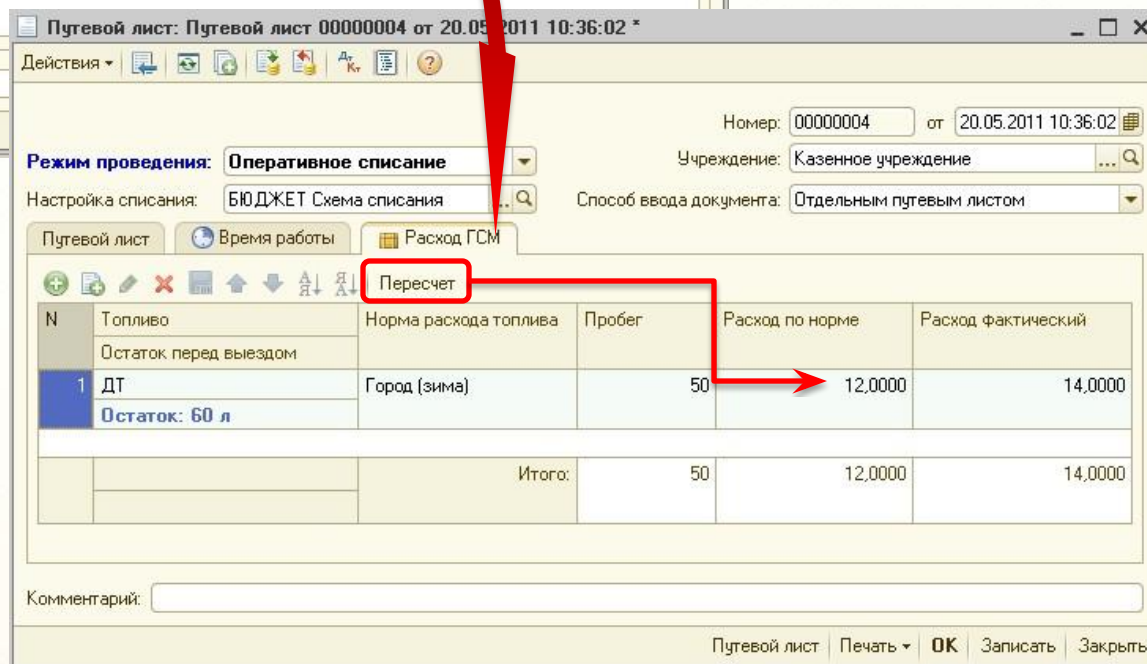 Путевой лист: Путевой лист 00000004 от 20.05.2011 10:36:02 *
Действия
Дт Кт
Номер: 00000004 от 20.05.2011 10:36:02
Режим проведения: Оперативное списание Учреждение: Казенное учреждение ...
Настройка списания: БЮДЖЕТ Схема списания ... Способ ввода документа: Отдельным путевым листом
Путевой лист Время работы Расход ГСМ
Пересчет
N Топливо Норма расхода топлива Пробег Расход по норме Расход фактический
Остаток перед выездом
1 ДТ Город (зима) 50 12,0000 14,0000
Остаток: 60 л
Итого: 50 12,0000 14,0000
Комментарий:
Путевой лист Печать OK Записать Закрыть